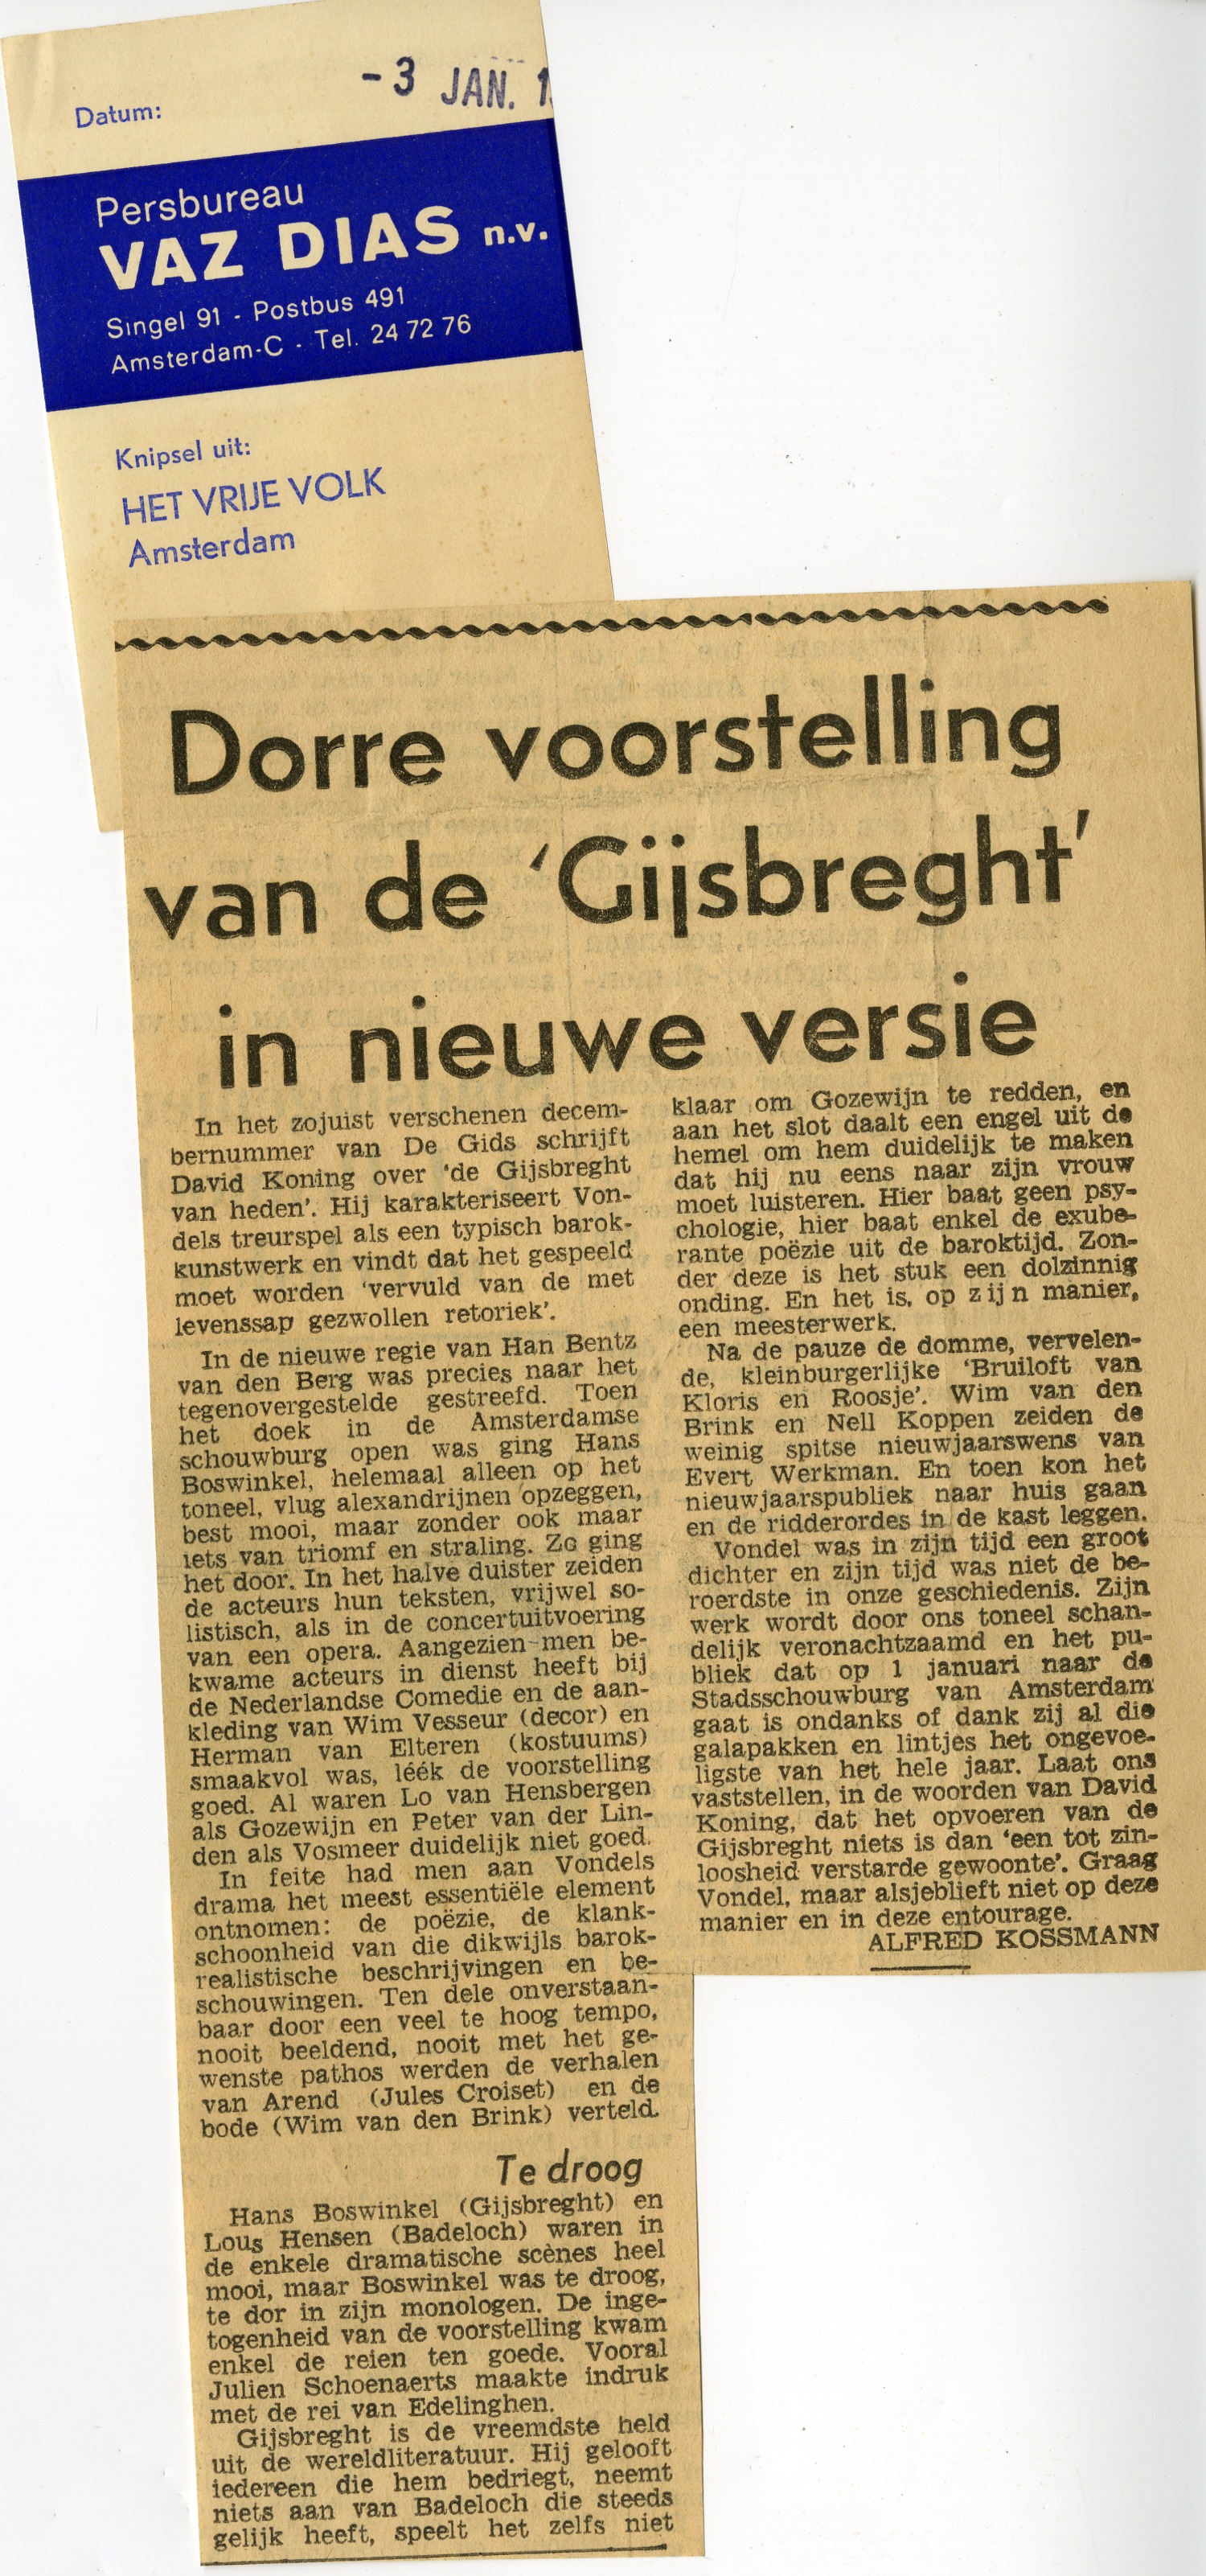 Datum:
-3 JAN. 1
Persbureau
VAZ DIAS n.v.
Singel 91 - Postbus 491
Amsterdam-C - Tel. 24 72 76
Knipsel uit:
HET VRIJE VOLK
Amsterdam
Dorre voorstelling
van de 'Gijsbreght'
in nieuwe versie
In het zojuist verschenen decem-
bernummer van De Gids schrijft
David Koning over 'de Gijsbreght
van heden'. Hij karakteriseert Von-
dels treurspel als een typisch barok-
kunstwerk en vindt dat het gespeeld
moet worden 'vervuld van de met
levenssap gezwollen retoriek'.
In de nieuwe regie van Han Bentz
van den Berg was precies naar het
tegenovergestelde gestreefd. Toen
het doek in de Amsterdamse
schouwburg open was ging Hans
Boswinkel, helemaal alleen op het
toneel, vlug alexandrijnen opzeggen,
best mooi, maar zonder ook maar
iets van triomf en straling. Zo ging
het door. In het halve duister zeiden
de acteurs hun teksten, vrijwel so-
listisch, als in de concertuitvoering
van een opera. Aangezien men be-
kwame acteurs in dienst heeft bij
de Nederlandse Comedie en de aan-
kleding van Wim Vesseur (decor) en
Herman van Elteren (kostuums)
smaakvol was, léék de voorstelling
goed. Al waren Lo van Hensbergen
als Gozewijn en Peter van der Lin-
den als Vosmeer duidelijk niet goed.
In feite had men aan Vondels
drama het meest essentiële element
ontnomen: de poëzie, de klank-
schoonheid van die dikwijls barok-
realistische beschrijvingen en be-
schouwingen. Ten dele onverstaan-
baar door een veel te hoog tempo,
nooit beeldend, nooit met het ge-
wenste pathos werden de verhalen
van Arend (Jules Croiset) en de
bode (Wim van den Brink) verteld.
Te droog
Hans Boswinkel (Gijsbreght) en
Lous Hensen (Badeloch) waren in
de enkele dramatische scènes heel
mooi, maar Boswinkel was te droog,
te dor in zijn monologen. De inge-
togenheid van de voorstelling kwam
enkel de reien ten goede. Vooral
Julien Schoenaerts maakte indruk
met de rei van Edelinghen.
Gijsbreght is de vreemdste held
uit de wereldliteratuur. Hij gelooft
iedereen die hem bedriegt, neemt
niets aan van Badeloch die steeds
gelijk heeft, speelt het zelfs niet
klaar om Gozewijn te redden, en
aan het slot daalt een engel uit de
hemel om hem duidelijk te maken
dat hij nu eens naar zijn vrouw
moet luisteren. Hier baat geen psy-
chologie, hier baat enkel de exube-
rante poëzie uit de baroktijd. Zon-
der deze is het stuk een dolzinnig
onding. En het is, op zijn manier,
een meesterwerk.
Na de pauze de domme, vervelen-
de, kleinburgerlijke 'Bruiloft van
Kloris en Roosje'. Wim van den
Brink en Nell Koppen zeiden de
weinig spitse nieuwjaarswens van
Evert Werkman. En toen kon het
nieuwjaarspubliek naar huis gaan
en de ridderordes in de kast leggen.
Vondel was in zijn tijd een groot
dichter en zijn tijd was niet de be-
roerdste in onze geschiedenis. Zijn
werk wordt door ons toneel schan-
delijk veronachtzaamd en het pu-
bliek dat op 1 januari naar de
Stadsschouwburg van Amsterdam
gaat is ondanks of dank zij al die
galapakken en lintjes het ongevoe-
ligste van het hele jaar. Laat ons
vaststellen, in de woorden van David
Koning, dat het opvoeren van de
Gijsbreght niets is dan 'een tot zin-
loosheid verstarde gewoonte'. Graag
Vondel, maar alsjeblieft niet op deze
manier en in deze entourage.
ALFRED KOSSMANN